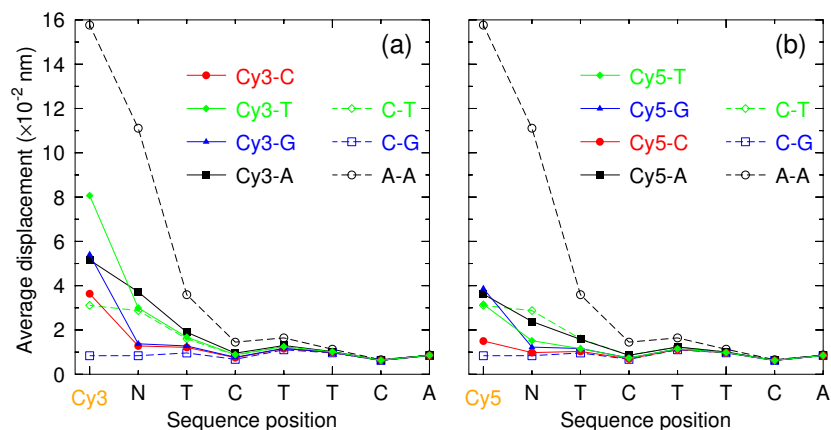 Average displacement (×10⁻² nm)
16
14
12
10
8
6
4
2
0
(a)
Cy3-C
Cy3-T C-T
Cy3-G C-G
Cy3-A A-A
Cy3 N T C T T C A
Sequence position
(b)
Cy5-T
Cy5-G C-T
Cy5-C C-G
Cy5-A A-A
Cy5 N T C T T C A
Sequence position